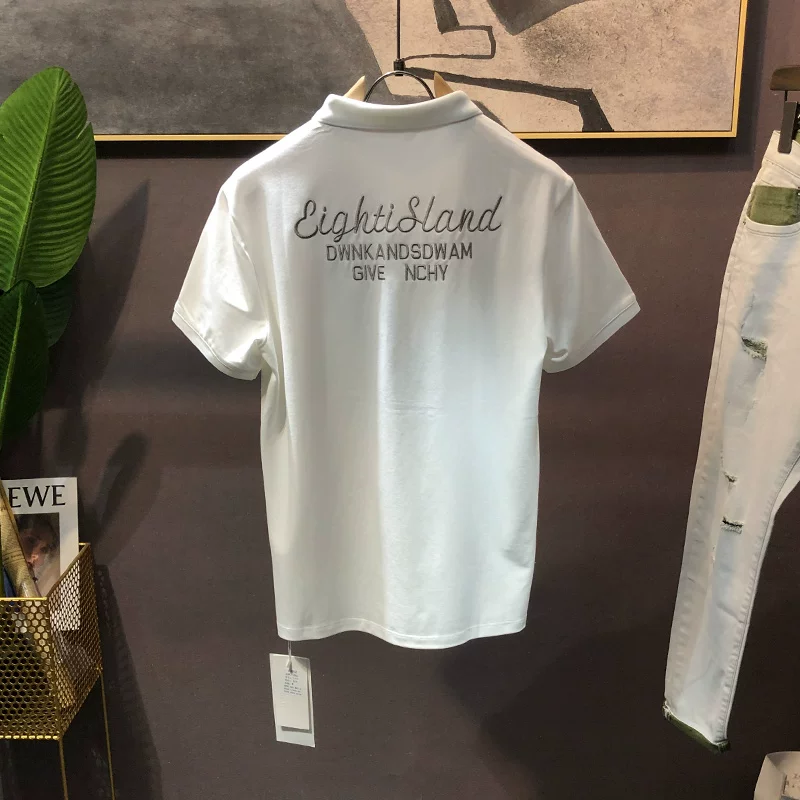 EightiSland
DWNKANDSDWAM
GIVE NCHY
EWE